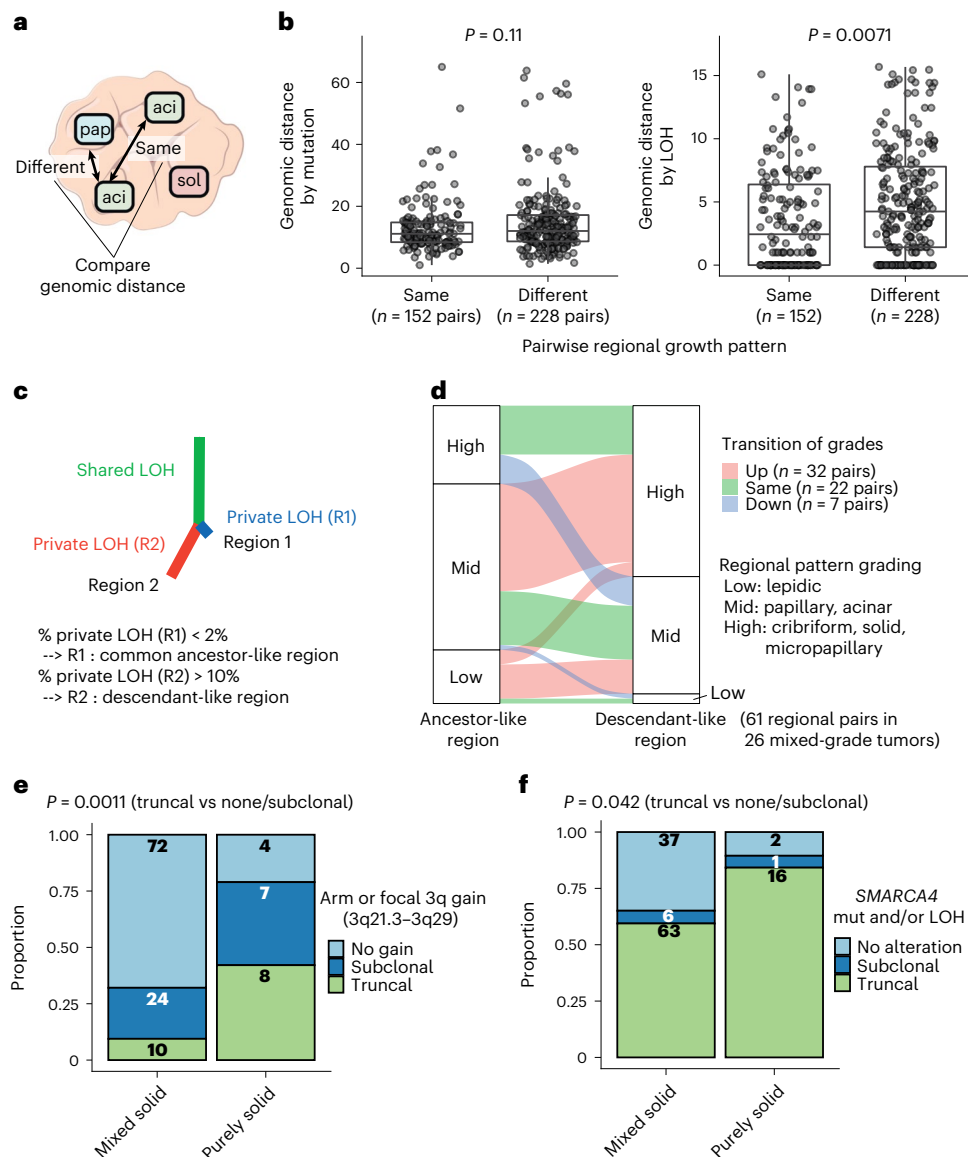 a
pap
aci
Same
Different
aci
sol
Compare
genomic distance
b
P = 0.11
Genomic distance
by mutation
60
40
20
0
Same
(n = 152 pairs)
Different
(n = 228 pairs)
P = 0.0071
Genomic distance
by LOH
15
10
5
0
Same
(n = 152)
Different
(n = 228)
Pairwise regional growth pattern
c
Shared LOH
Private LOH (R1)
Region 1
Private LOH (R2)
Region 2
% private LOH (R1) < 2%
--> R1 : common ancestor-like region
% private LOH (R2) > 10%
--> R2 : descendant-like region
d
High
Mid
Low
Ancestor-like
region
High
Mid
Low
Descendant-like
region
Transition of grades
Up (n = 32 pairs)
Same (n = 22 pairs)
Down (n = 7 pairs)
Regional pattern grading
Low: lepidic
Mid: papillary, acinar
High: cribriform, solid,
micropapillary
(61 regional pairs in
26 mixed-grade tumors)
e
P = 0.0011 (truncal vs none/subclonal)
Proportion
1.00
0.75
0.50
0.25
0
72
24
10
4
7
8
Mixed solid
Purely solid
Arm or focal 3q gain
(3q21.3–3q29)
No gain
Subclonal
Truncal
f
P = 0.042 (truncal vs none/subclonal)
Proportion
1.00
0.75
0.50
0.25
0
37
6
63
2
1
16
Mixed solid
Purely solid
SMARCA4
mut and/or LOH
No alteration
Subclonal
Truncal